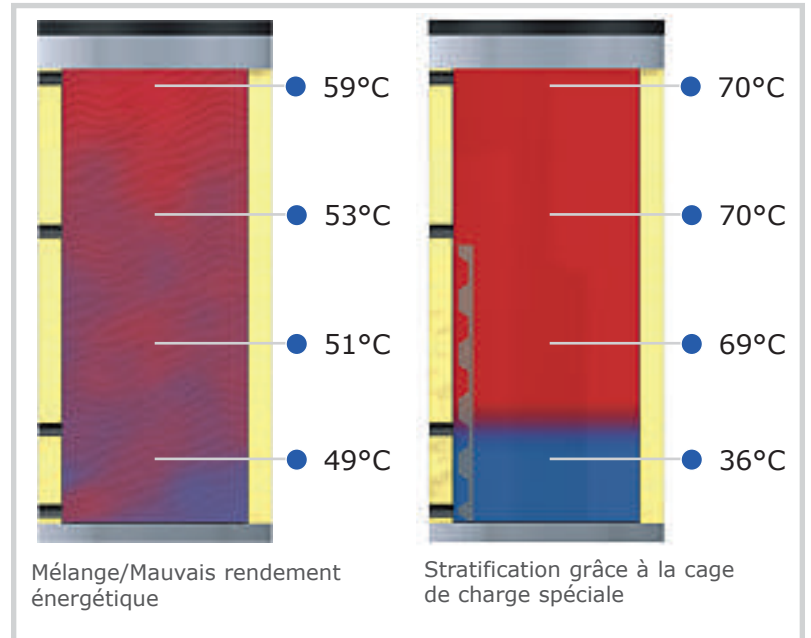 59°C
53°C
51°C
49°C
Mélange/Mauvais rendement
énergétique
70°C
70°C
69°C
36°C
Stratification grâce à la cage
de charge spéciale